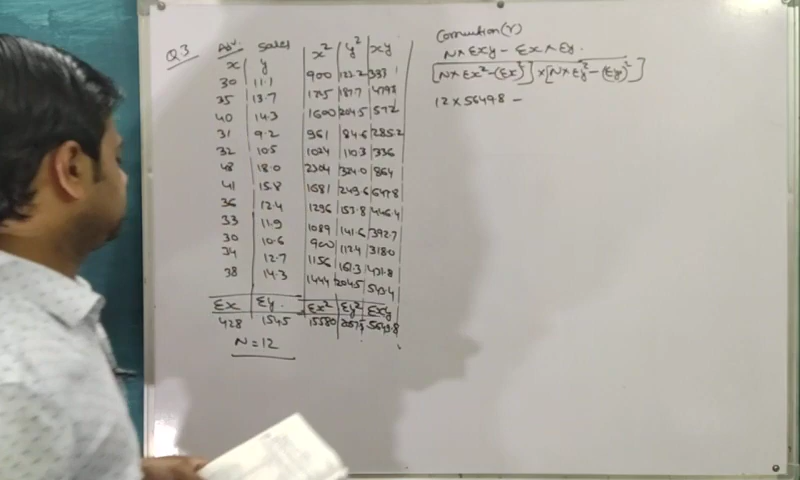 Q3
Adv. Sales
x y x² y² xy
30 11.1 900 123.2 333
35 13.7 1225 187.7 479.5
40 14.3 1600 204.5 572
31 9.2 961 84.6 285.2
32 10.5 1024 110.3 336
48 18.0 2304 324.0 864
41 15.8 1681 249.6 647.8
36 12.4 1296 153.8 446.4
33 11.9 1089 141.6 392.7
30 10.6 900 112.4 318.0
34 12.7 1156 161.3 431.8
38 14.3 1444 204.5 543.4
Σx Σy. Σx² Σy² Σxy
428 154.5 15580 5649.8
N = 12
N × Σxy - Σx × Σy.
[N × Σx² - (Σx)²] × [N × Σy² - (Σy)²]
12 × 5649.8 -